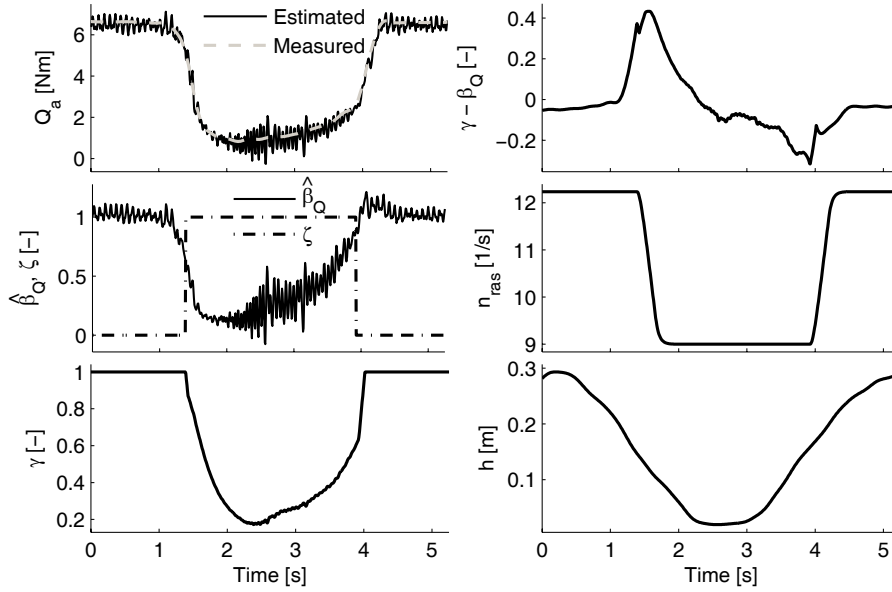 Estimated
Measured
6
4
2
0
Q_a [Nm]
0.4
0.2
0
−0.2
γ − β_Q [−]
β̂_Q
ζ
1
0.5
0
β̂_Q, ζ [−]
12
11
10
9
n_ras [1/s]
1
0.8
0.6
0.4
0.2
γ [−]
0 1 2 3 4 5
Time [s]
0.3
0.2
0.1
h [m]
0 1 2 3 4 5
Time [s]